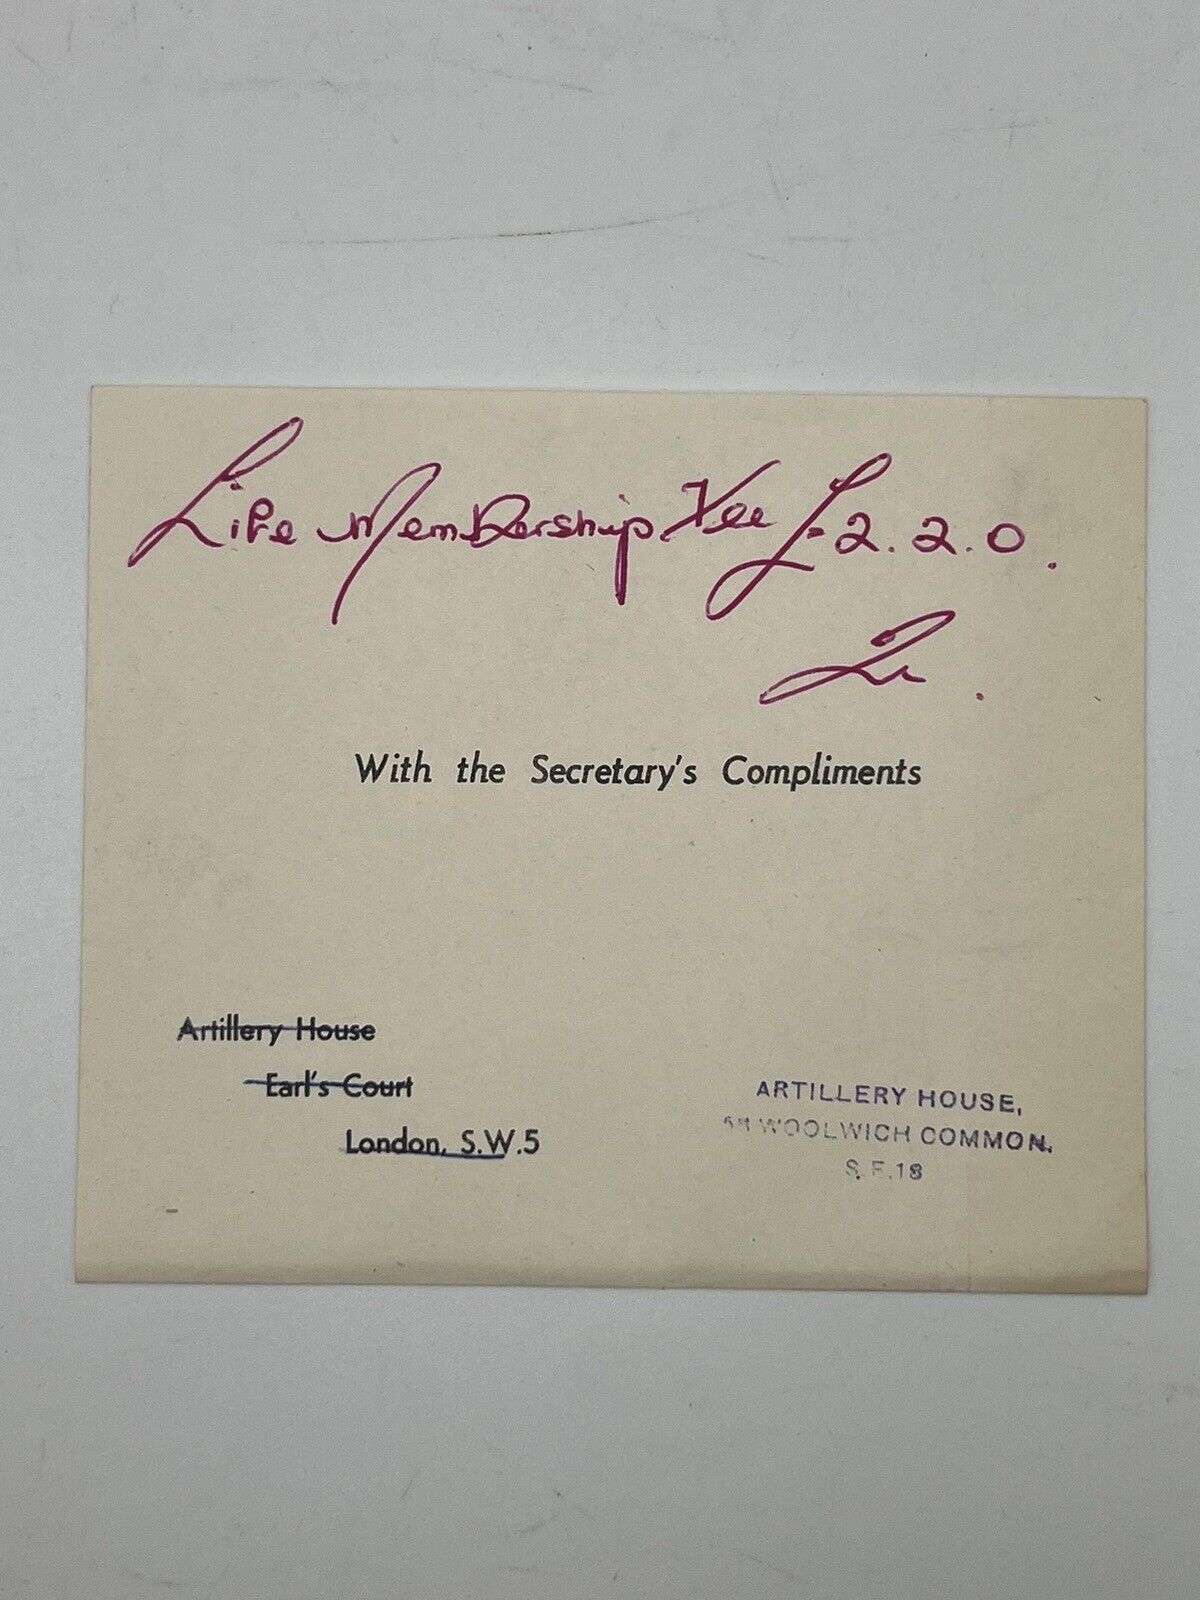 Life Membership Fee £2.2.0.
With the Secretary's Compliments
Artillery House
Earl's Court
London, S.W.5
ARTILLERY HOUSE,
WOOLWICH COMMON,
S.E.18